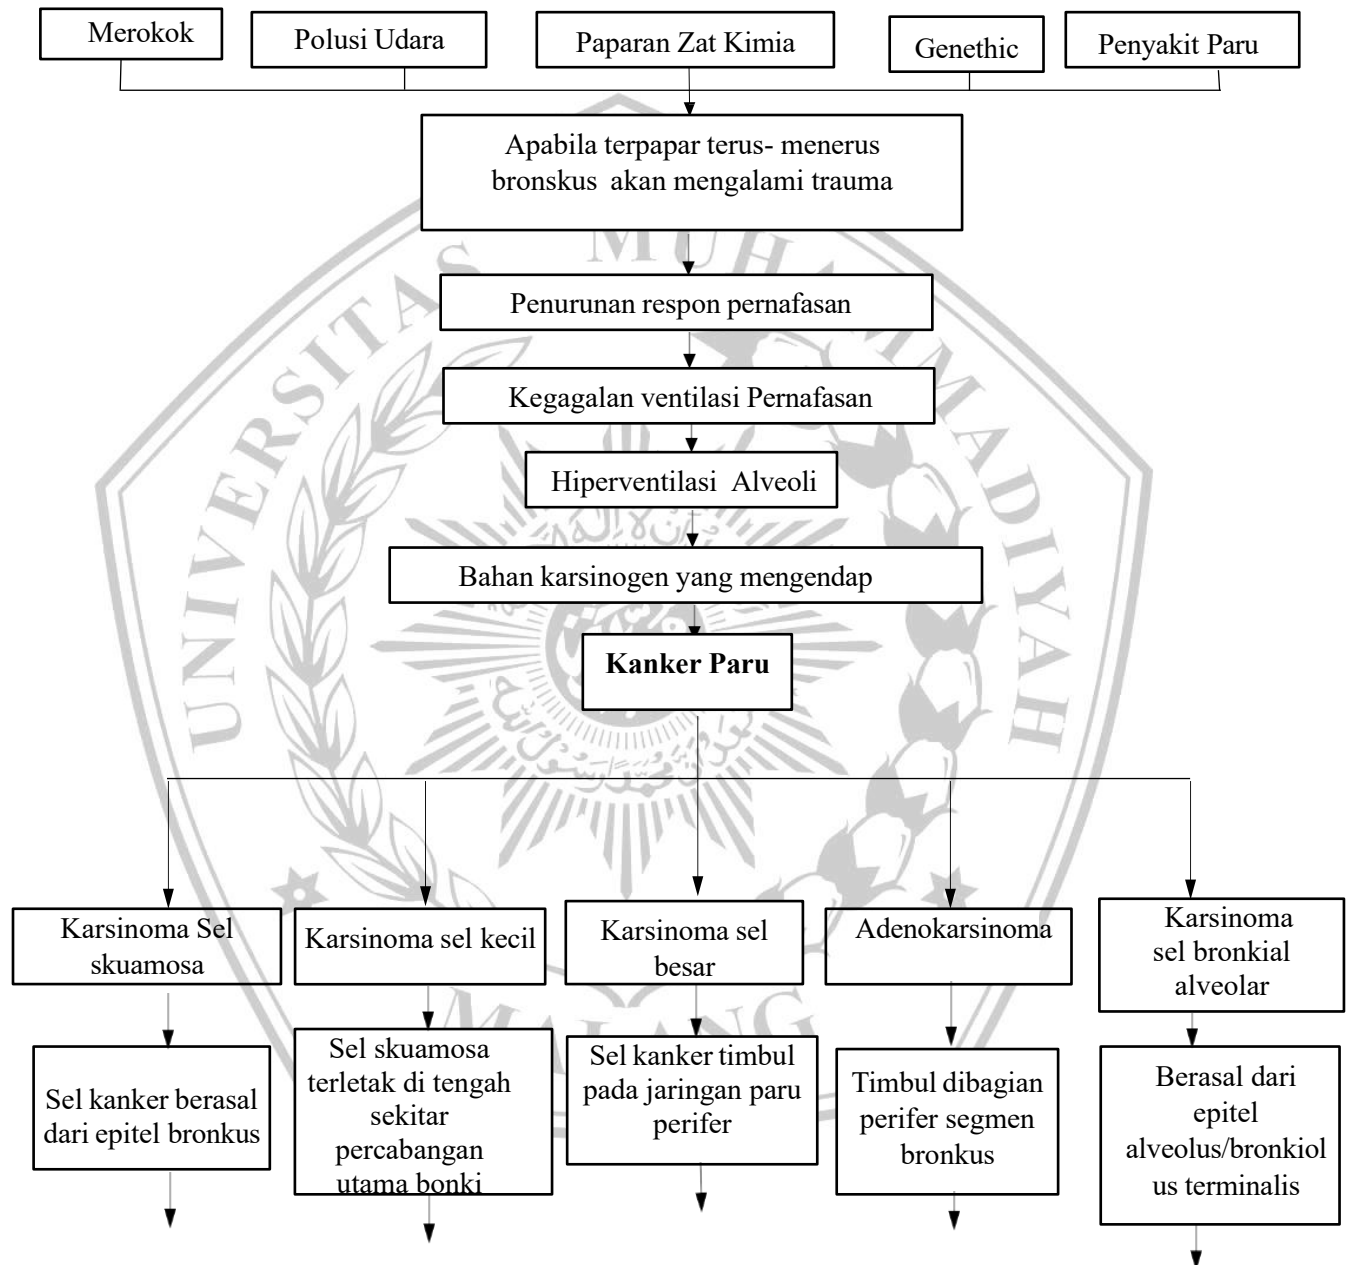 Merokok
Polusi Udara
Paparan Zat Kimia
Genethic
Penyakit Paru
Apabila terpapar terus- menerus
bronskus akan mengalami trauma
Penurunan respon pernafasan
Kegagalan ventilasi Pernafasan
Hiperventilasi Alveoli
Bahan karsinogen yang mengendap
Kanker Paru
Karsinoma Sel
skuamosa
Karsinoma sel kecil
Karsinoma sel
besar
Adenokarsinoma
Karsinoma
sel bronkial
alveolar
Sel kanker berasal
dari epitel bronkus
Sel skuamosa
terletak di tengah
sekitar
percabangan
utama bonki
Sel kanker timbul
pada jaringan paru
perifer
Timbul dibagian
perifer segmen
bronkus
Berasal dari
epitel
alveolus/bronkiol
us terminalis
UNIVERSITAS MUHAMMADIYAH
MALANG